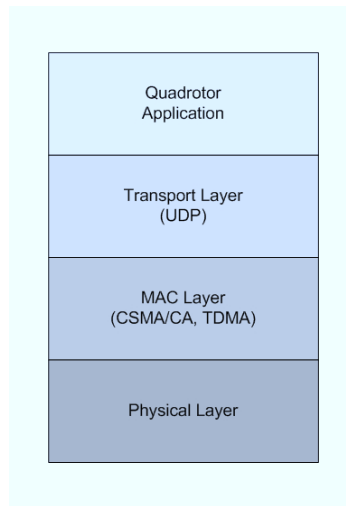 Quadrotor
Application
Transport Layer
(UDP)
MAC Layer
(CSMA/CA, TDMA)
Physical Layer